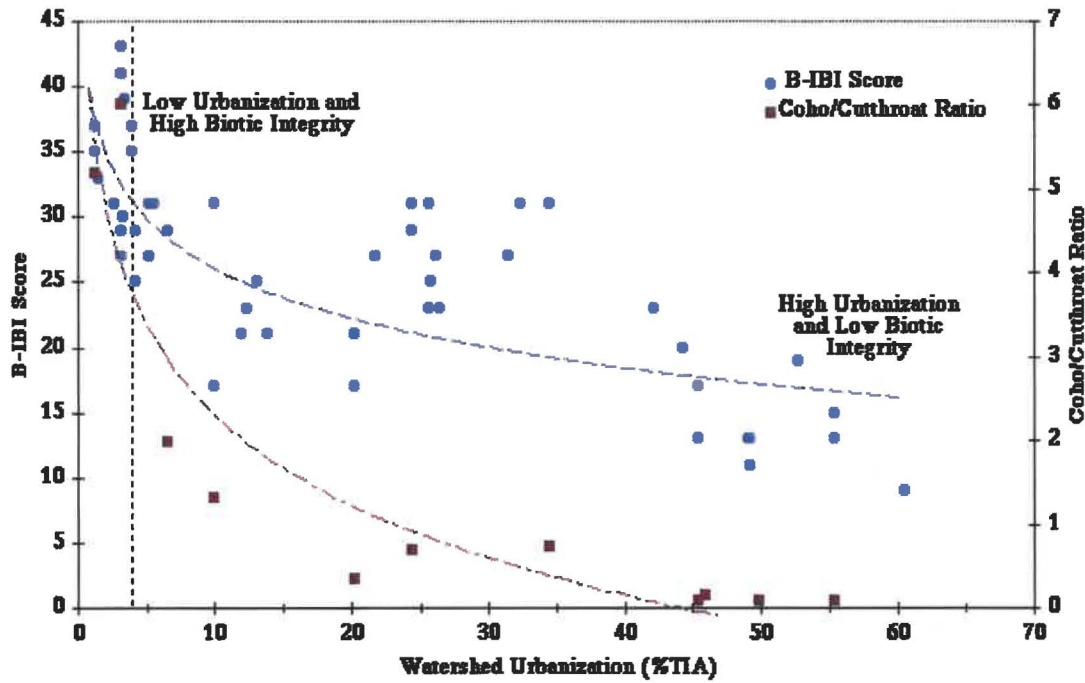 45
40
35
30
25
20
15
10
5
0
B-IBI Score
Low Urbanization and
High Biotic Integrity
B-IBI Score
Coho/Cutthroat Ratio
High Urbanization
and Low Biotic
Integrity
7
6
5
4
3
2
1
0
Coho/Cutthroat Ratio
0 10 20 30 40 50 60 70
Watershed Urbanization (%TIA)